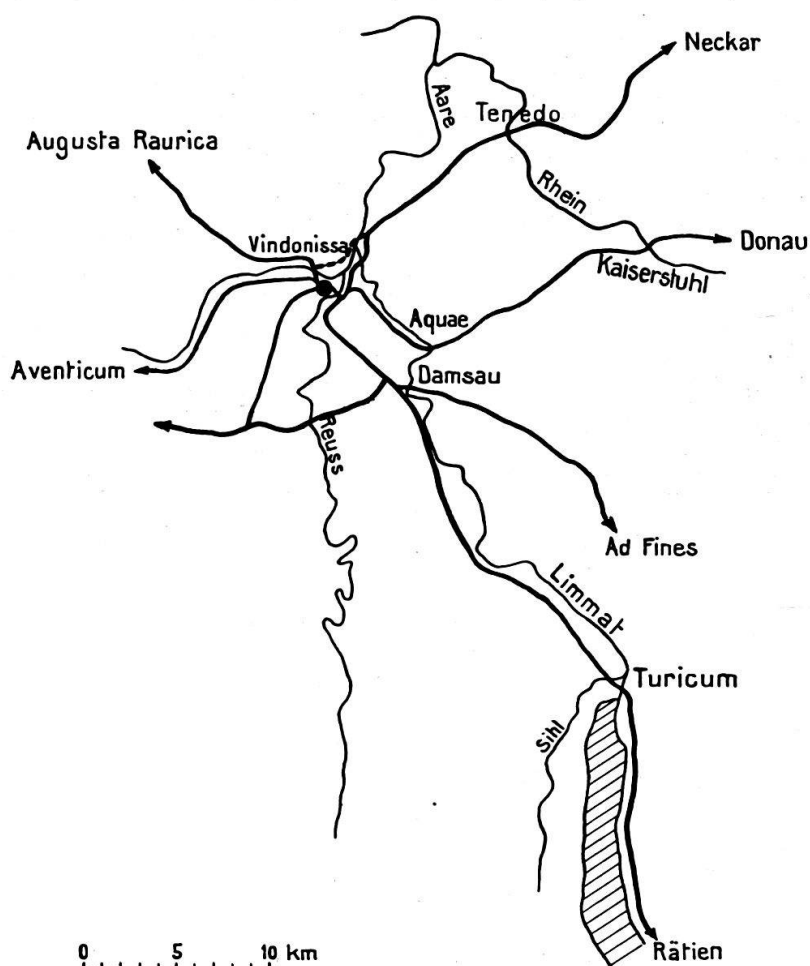 Neckar
Aare
Tenedo
Augusta Raurica
Rhein
Vindonissa
Donau
Kaiserstuhl
Aquae
Aventicum
Damsau
Reuss
Ad Fines
Limmat
Turicum
Sihl
Rätien
0 5 10 km